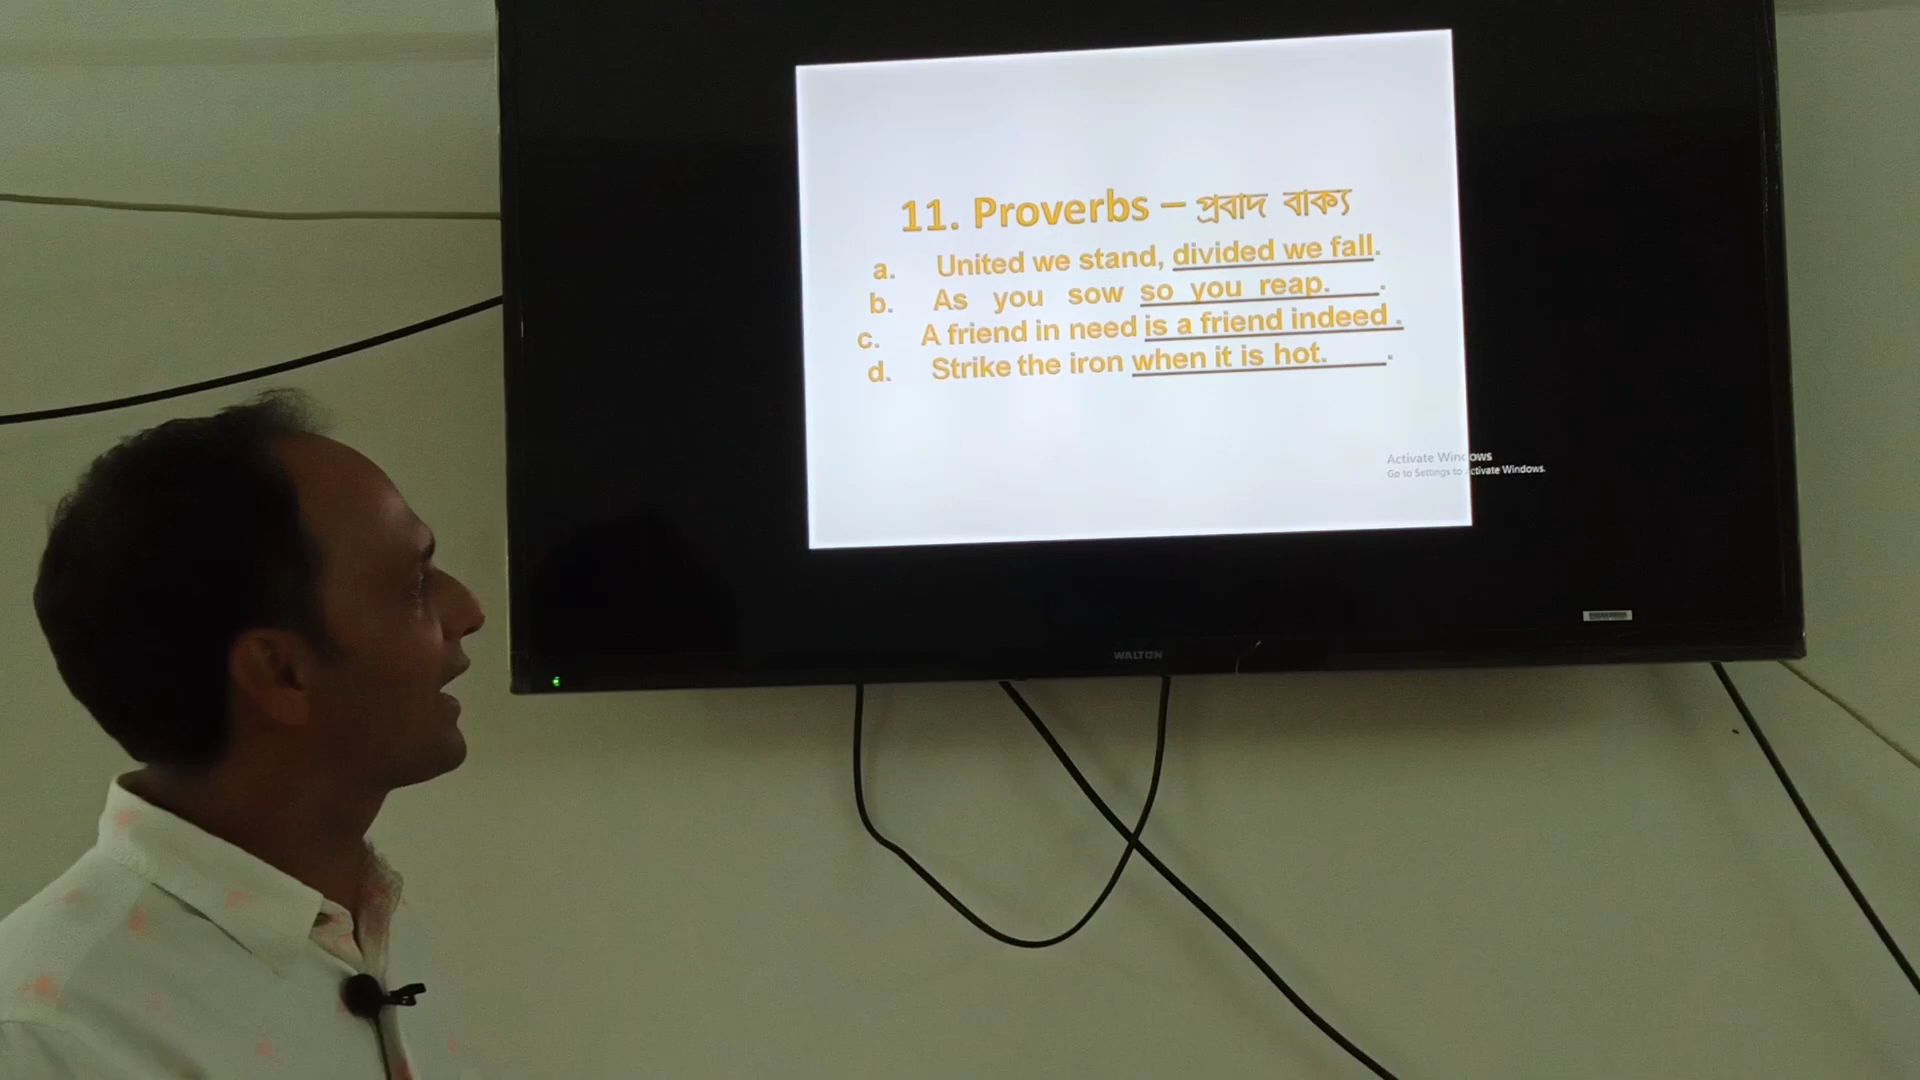 11. Proverbs – প্রবাদ বাক্য
a. United we stand, divided we fall.
b. As you sow so you reap. .
c. A friend in need is a friend indeed .
d. Strike the iron when it is hot. .
Activate Windows
Go to Settings to activate Windows.
WALTON